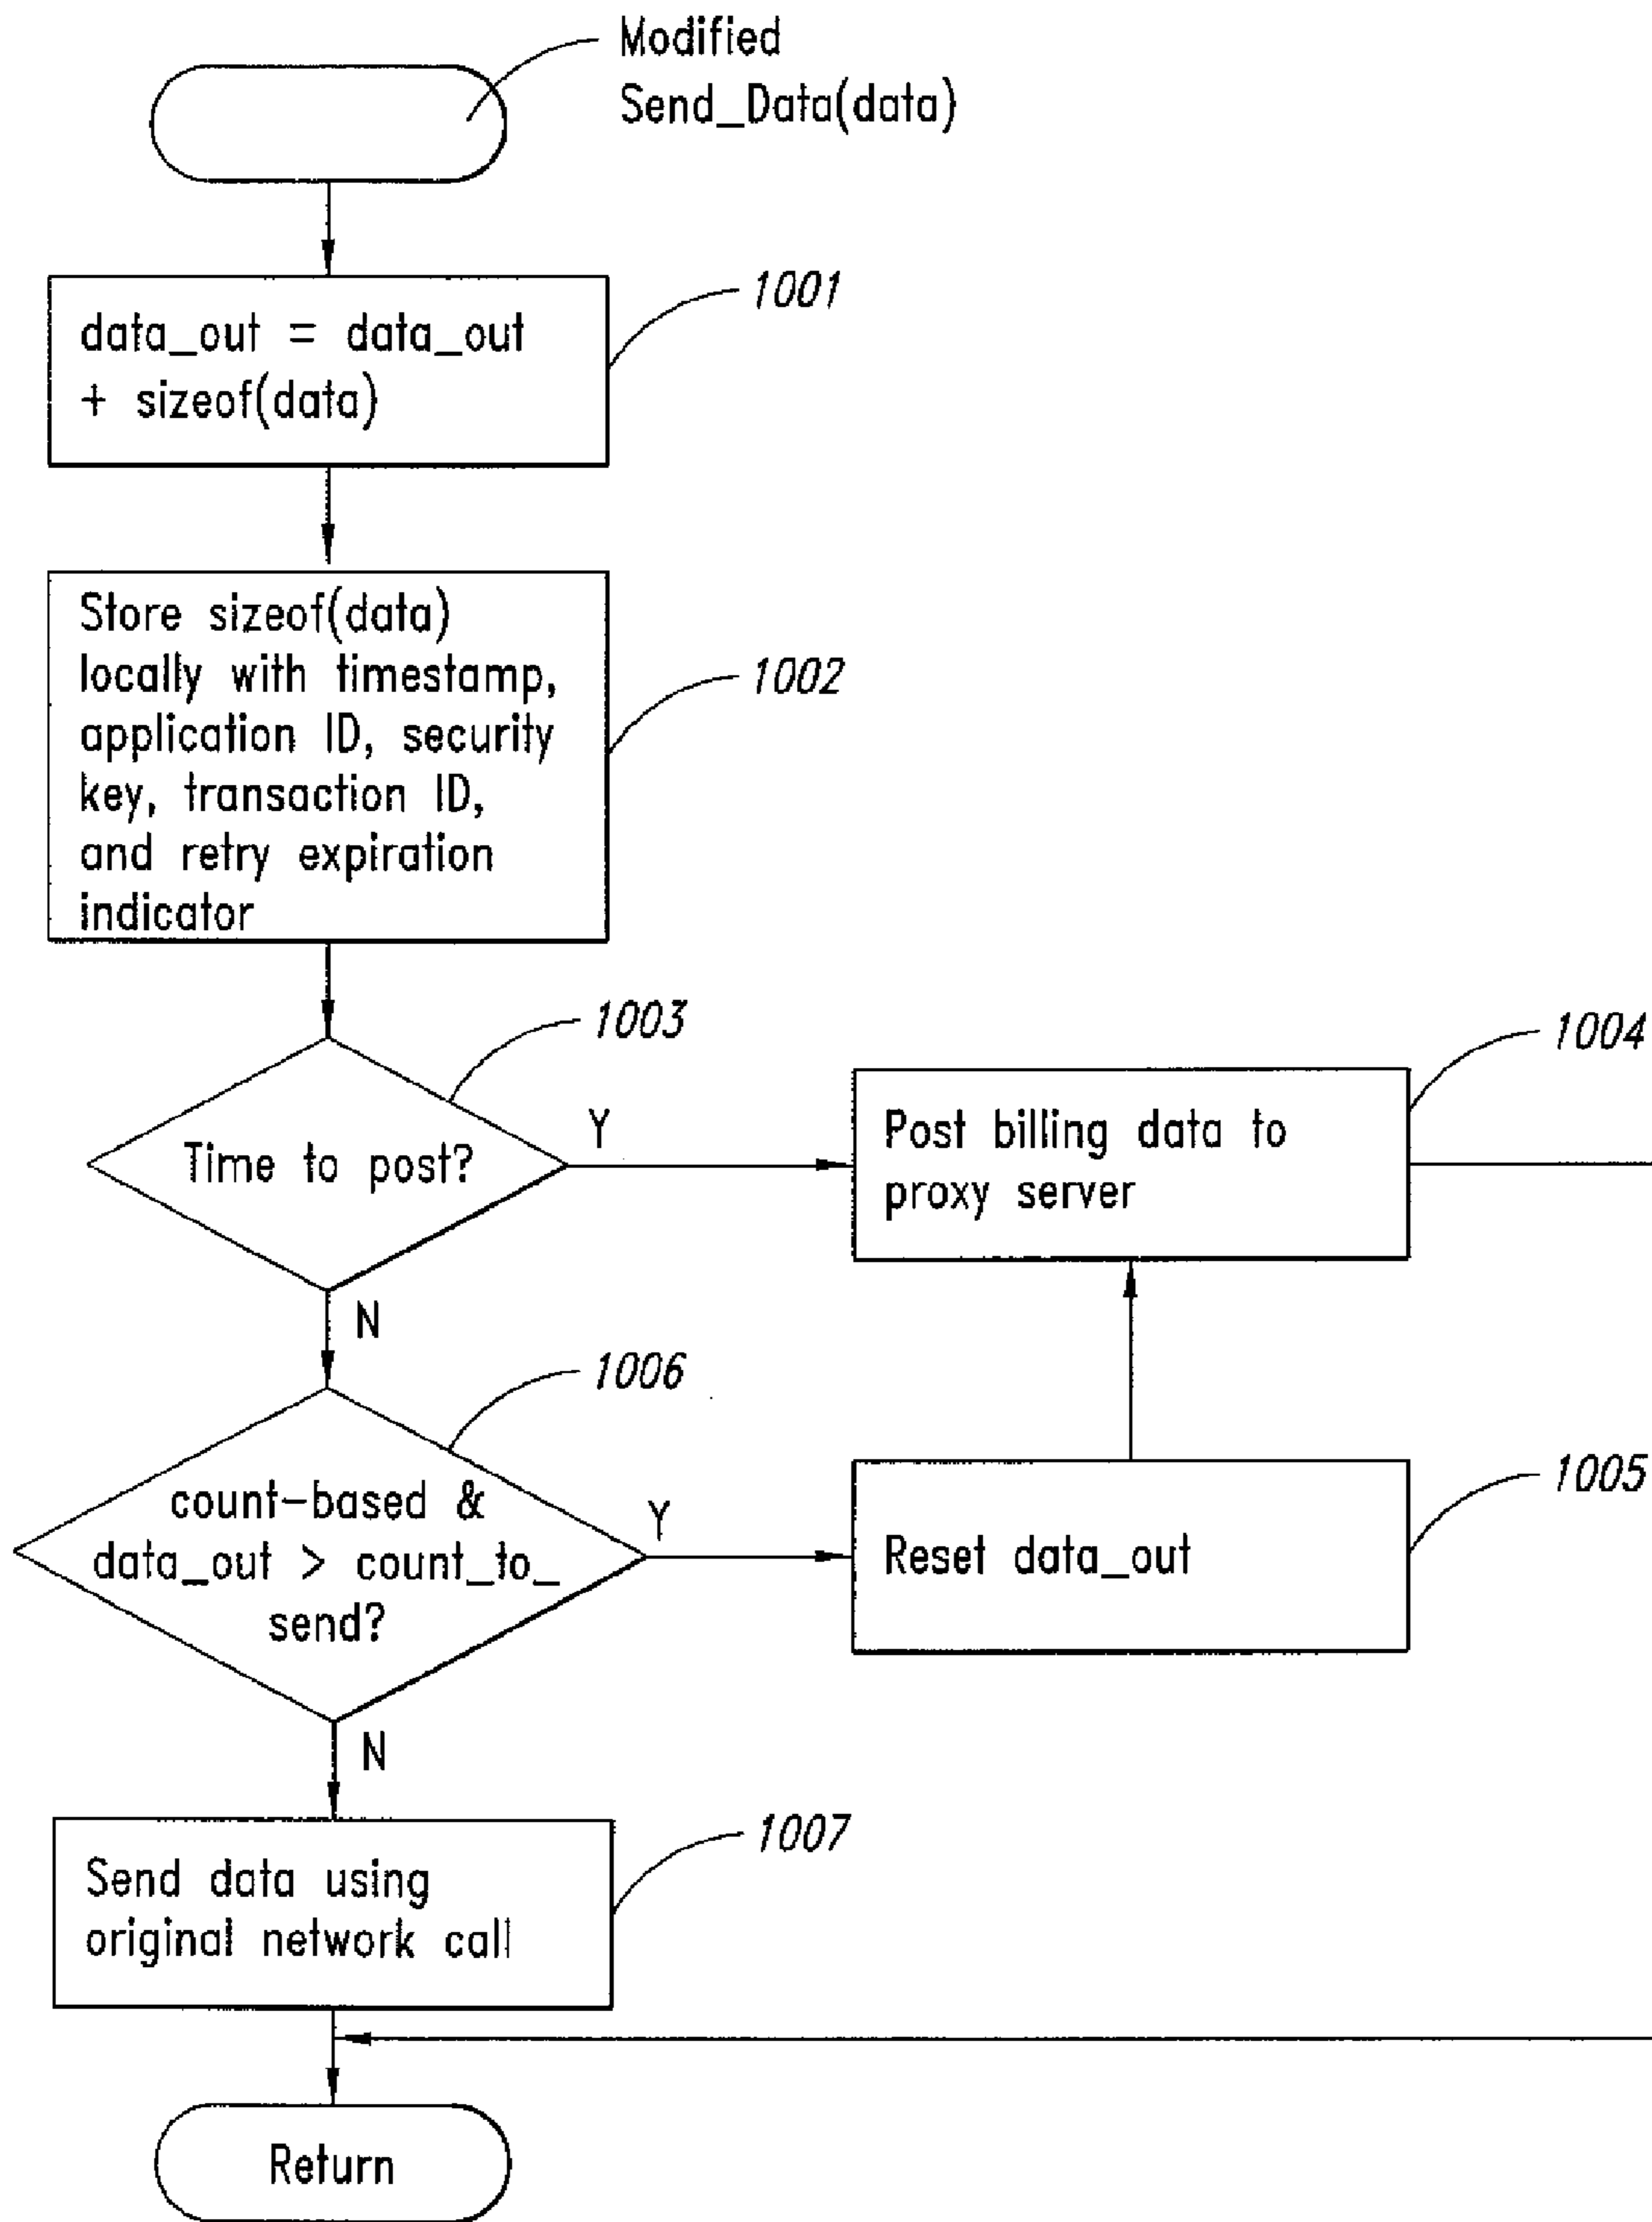 Modified
Send_Data(data)
1001
data_out = data_out
+ sizeof(data)
1002
Store sizeof(data)
locally with timestamp,
application ID, security
key, transaction ID,
and retry expiration
indicator
1003
Time to post?
Y
N
1004
Post billing data to
proxy server
1006
count-based &
data_out > count_to_
send?
Y
N
1005
Reset data_out
1007
Send data using
original network call
Return